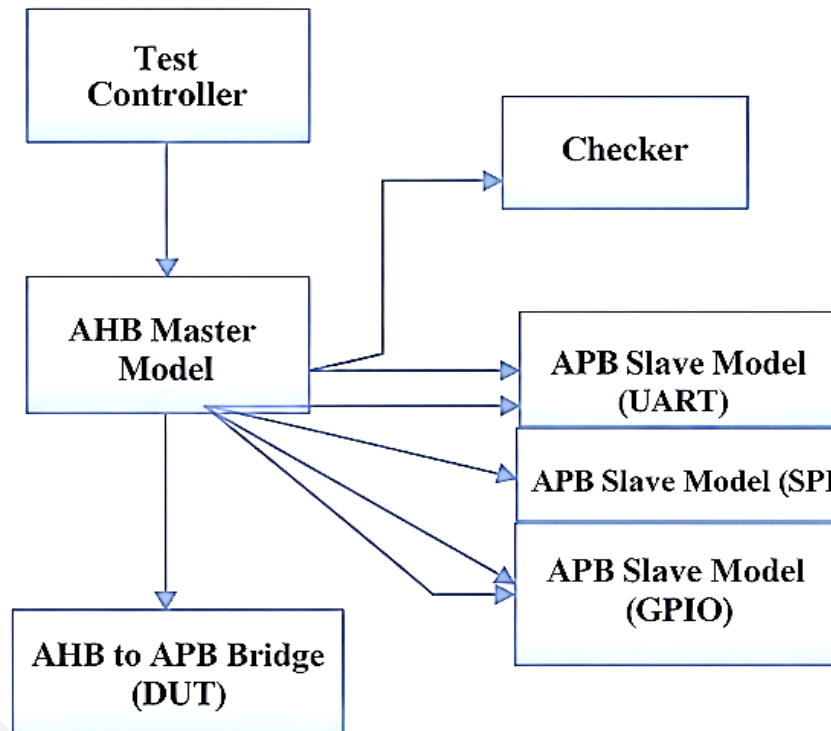 Test
Controller
Checker
AHB Master
Model
APB Slave Model
(UART)
APB Slave Model (SPI
APB Slave Model
(GPIO)
AHB to APB Bridge
(DUT)